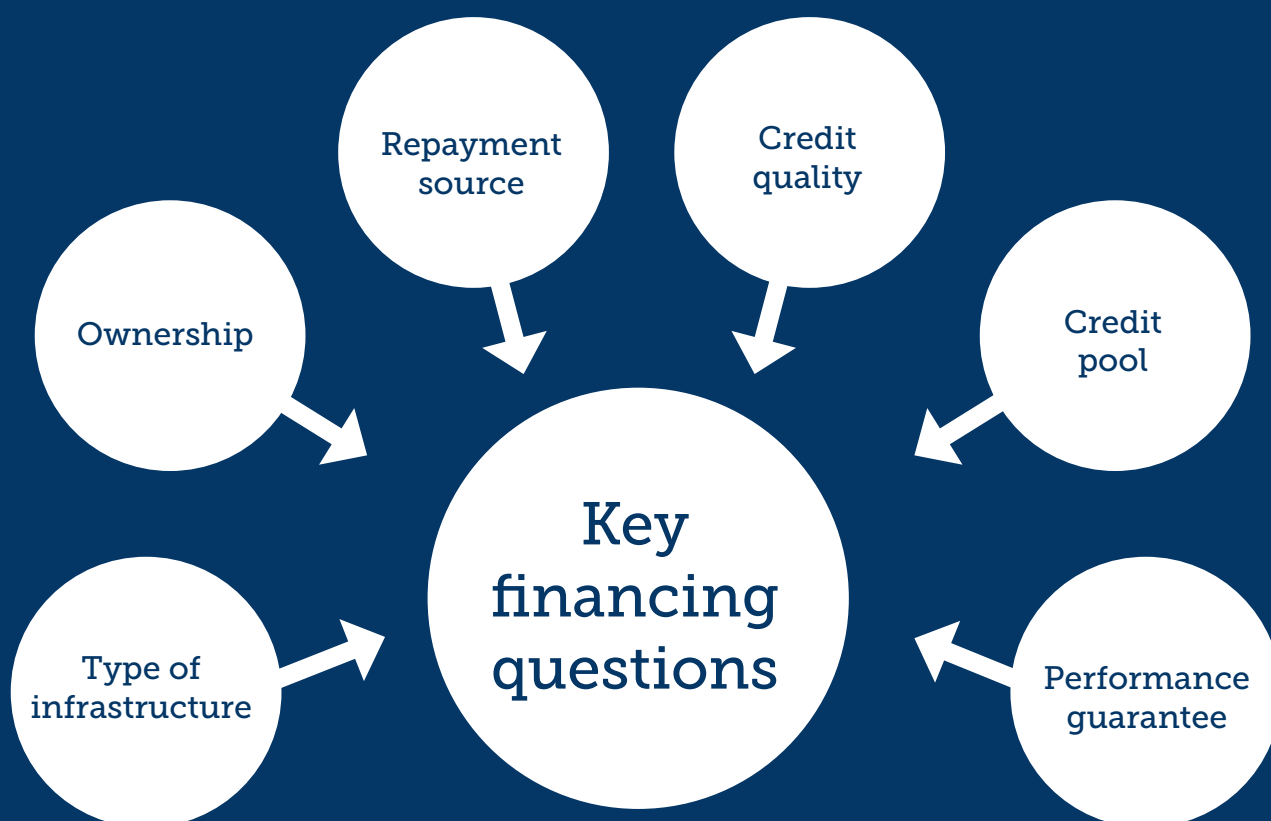 Repayment
source
Credit
quality
Ownership
Credit
pool
Key
financing
questions
Type of
infrastructure
Performance
guarantee